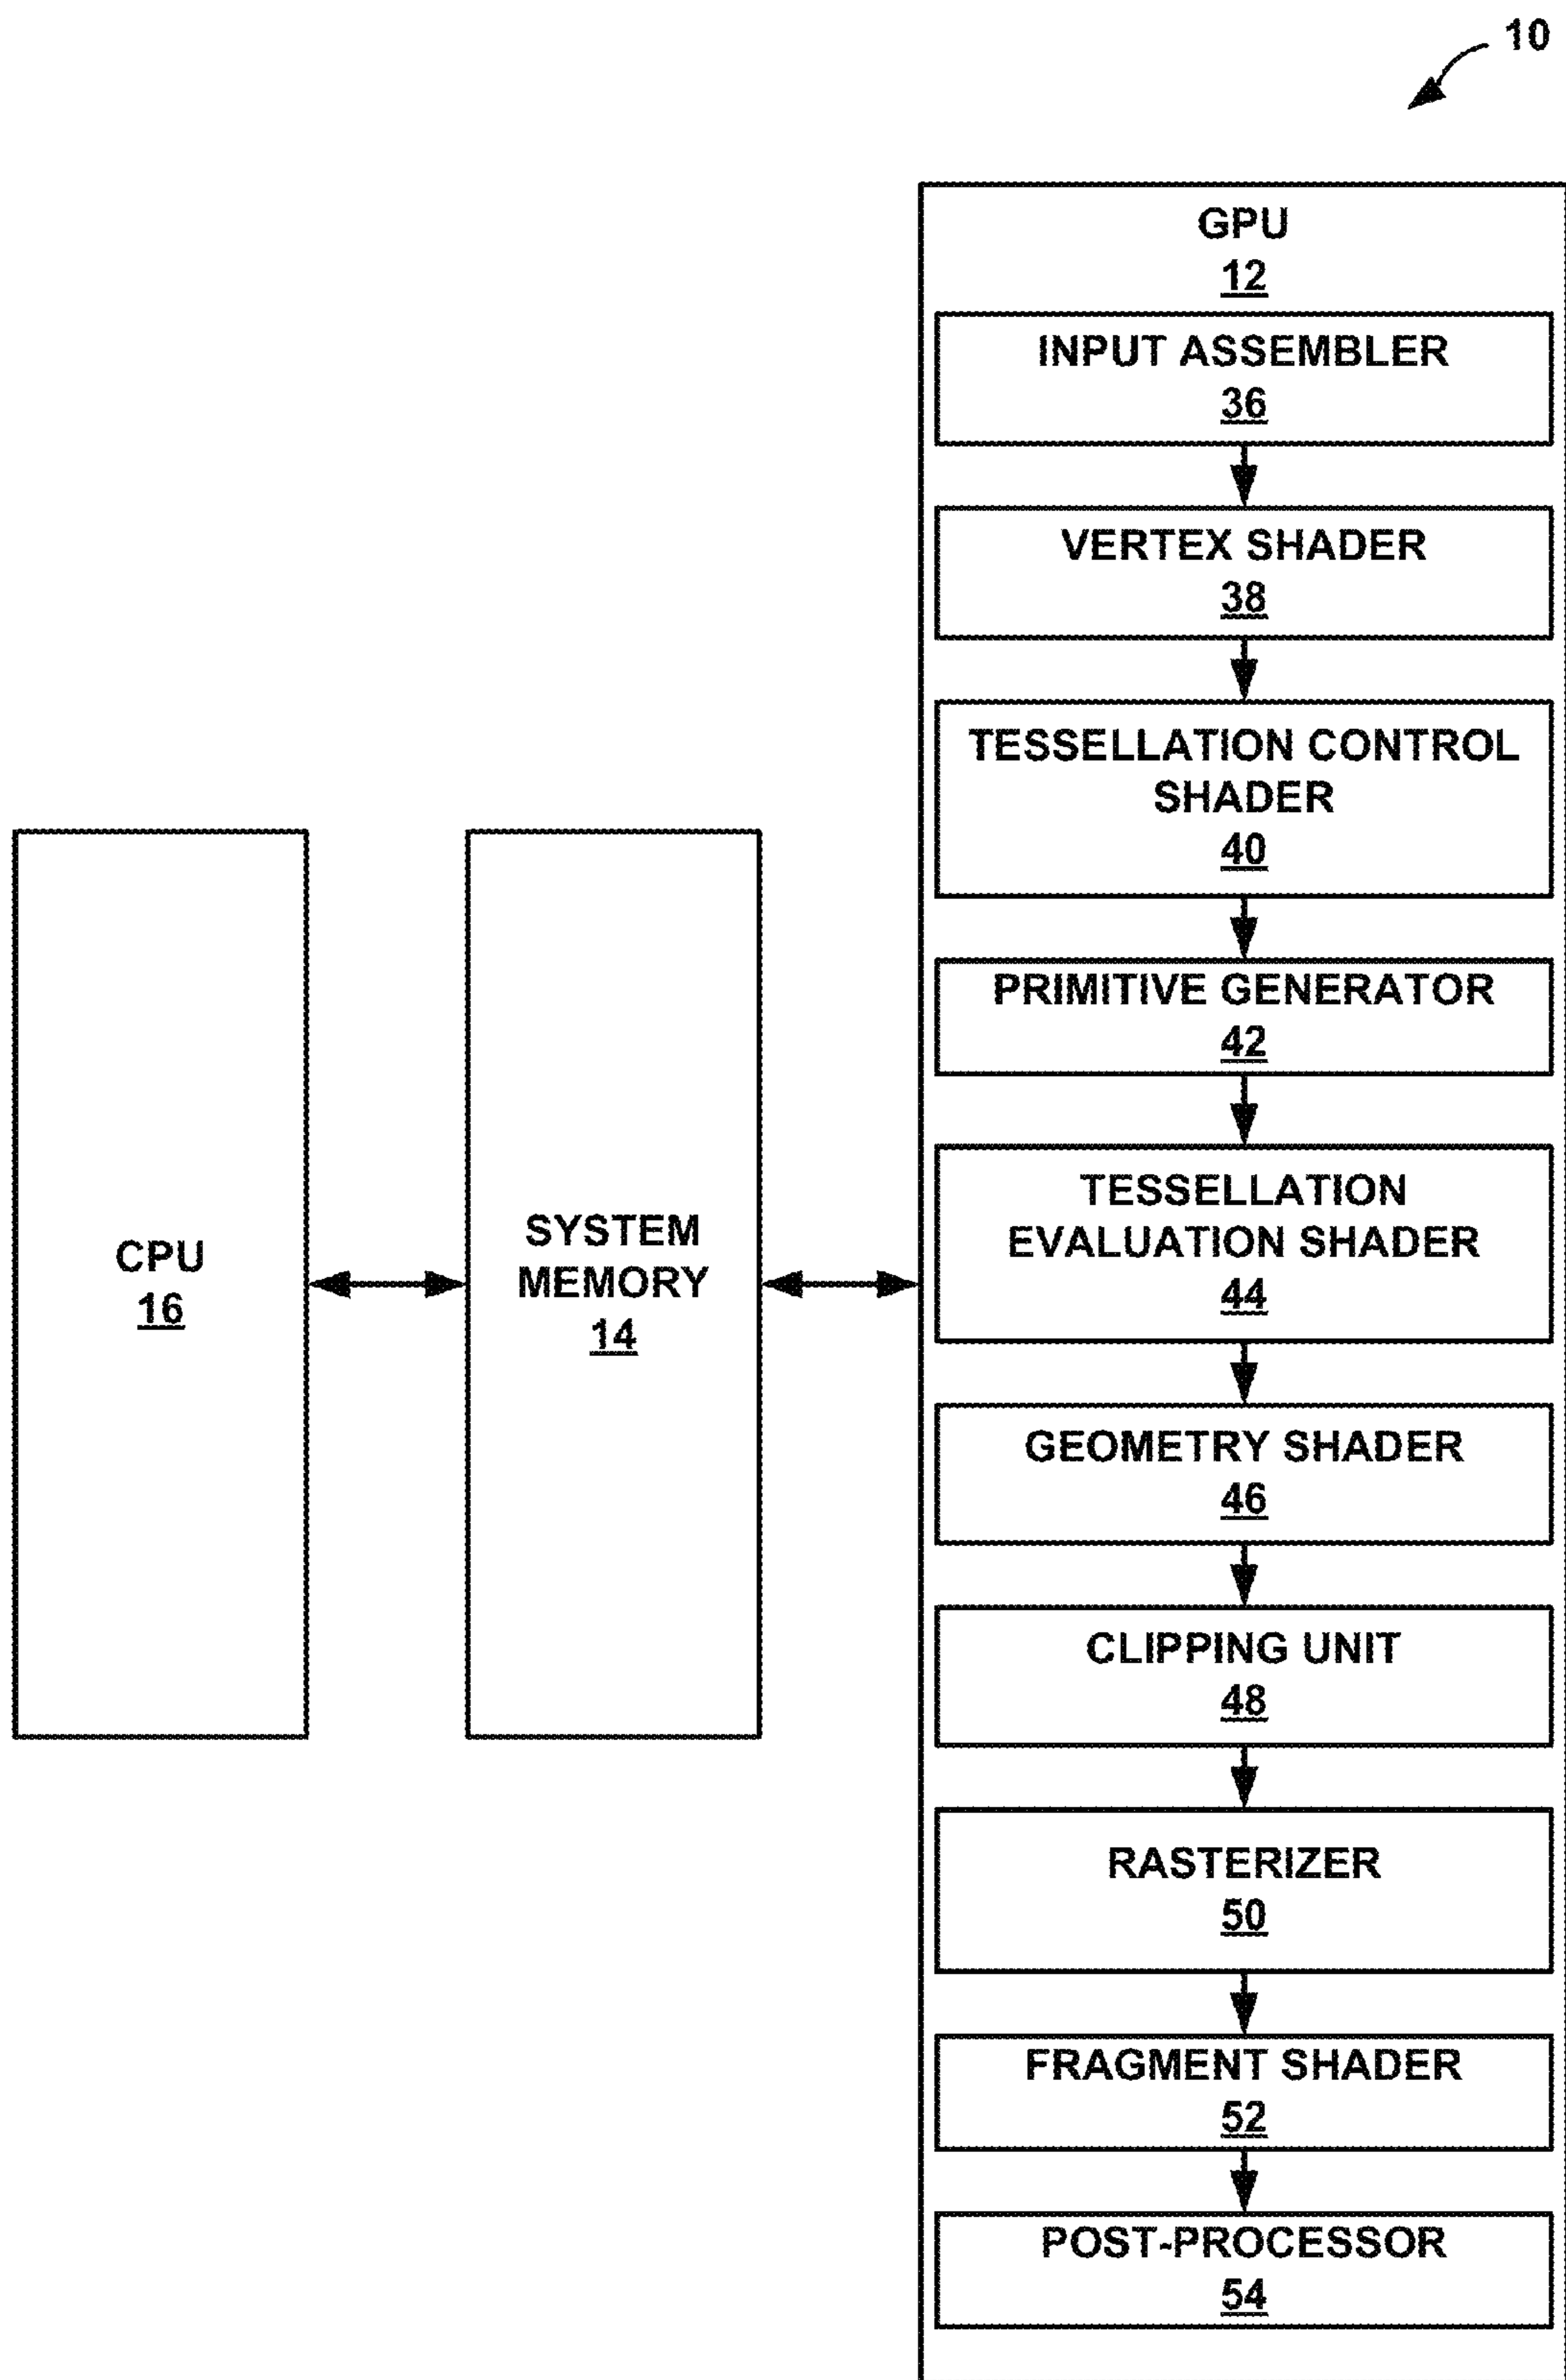 10
GPU
12
INPUT ASSEMBLER
36
VERTEX SHADER
38
TESSELLATION CONTROL
SHADER
40
PRIMITIVE GENERATOR
42
TESSELLATION
EVALUATION SHADER
44
GEOMETRY SHADER
46
CLIPPING UNIT
48
RASTERIZER
50
FRAGMENT SHADER
52
POST-PROCESSOR
54
CPU
16
SYSTEM
MEMORY
14